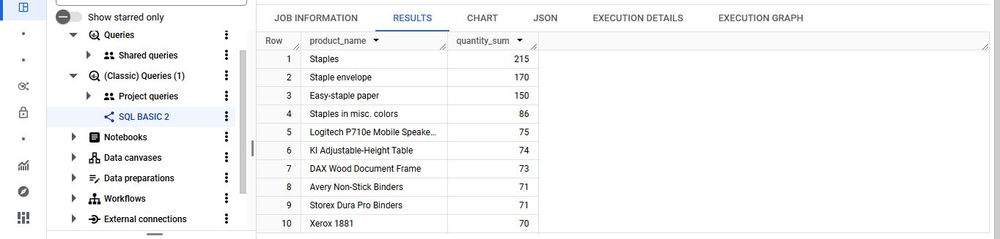 Show starred only
Queries
Shared queries
(Classic) Queries (1)
Project queries
SQL BASIC 2
Notebooks
Data canvases
Data preparations
Workflows
External connections
JOB INFORMATION RESULTS CHART JSON EXECUTION DETAILS EXECUTION GRAPH
Row product_name quantity_sum
1 Staples 215
2 Staple envelope 170
3 Easy-staple paper 150
4 Staples in misc. colors 86
5 Logitech P710e Mobile Speake... 75
6 KI Adjustable-Height Table 74
7 DAX Wood Document Frame 73
8 Avery Non-Stick Binders 71
9 Storex Dura Pro Binders 71
10 Xerox 1881 70